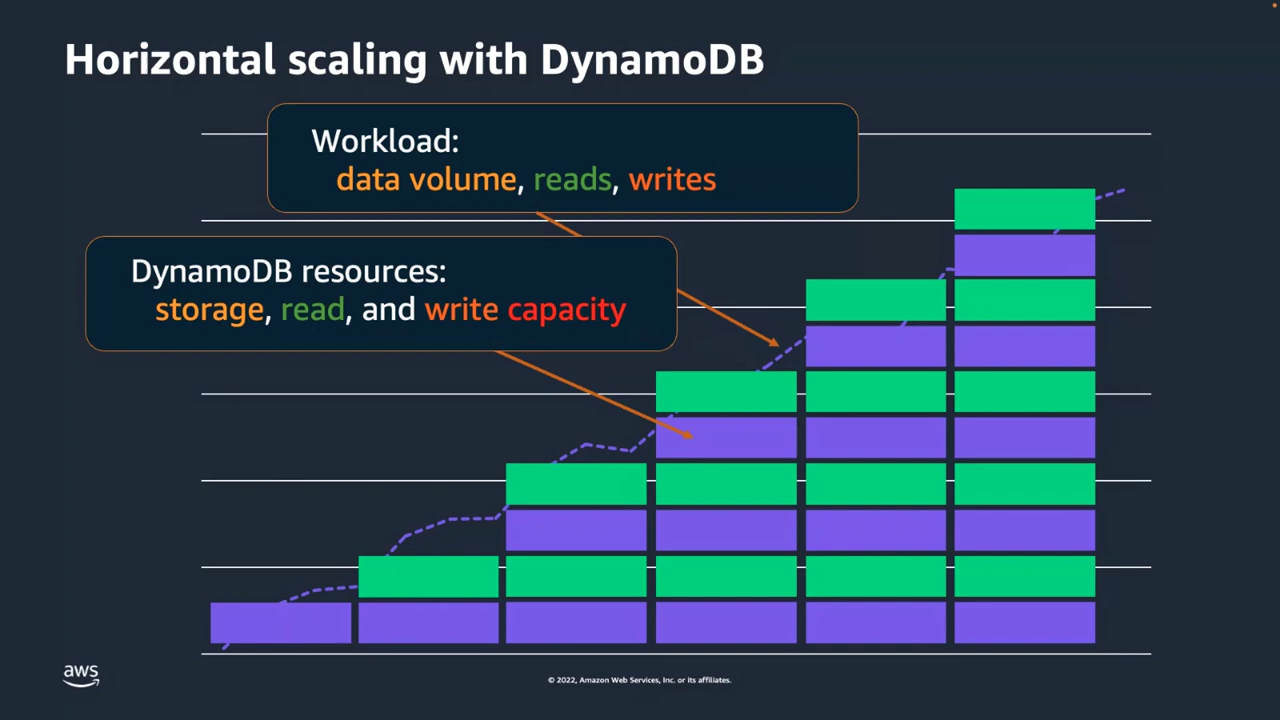 Horizontal scaling with DynamoDB
Workload:
data volume, reads, writes
DynamoDB resources:
storage, read, and write capacity
aws
© 2022, Amazon Web Services, Inc. or its affiliates.